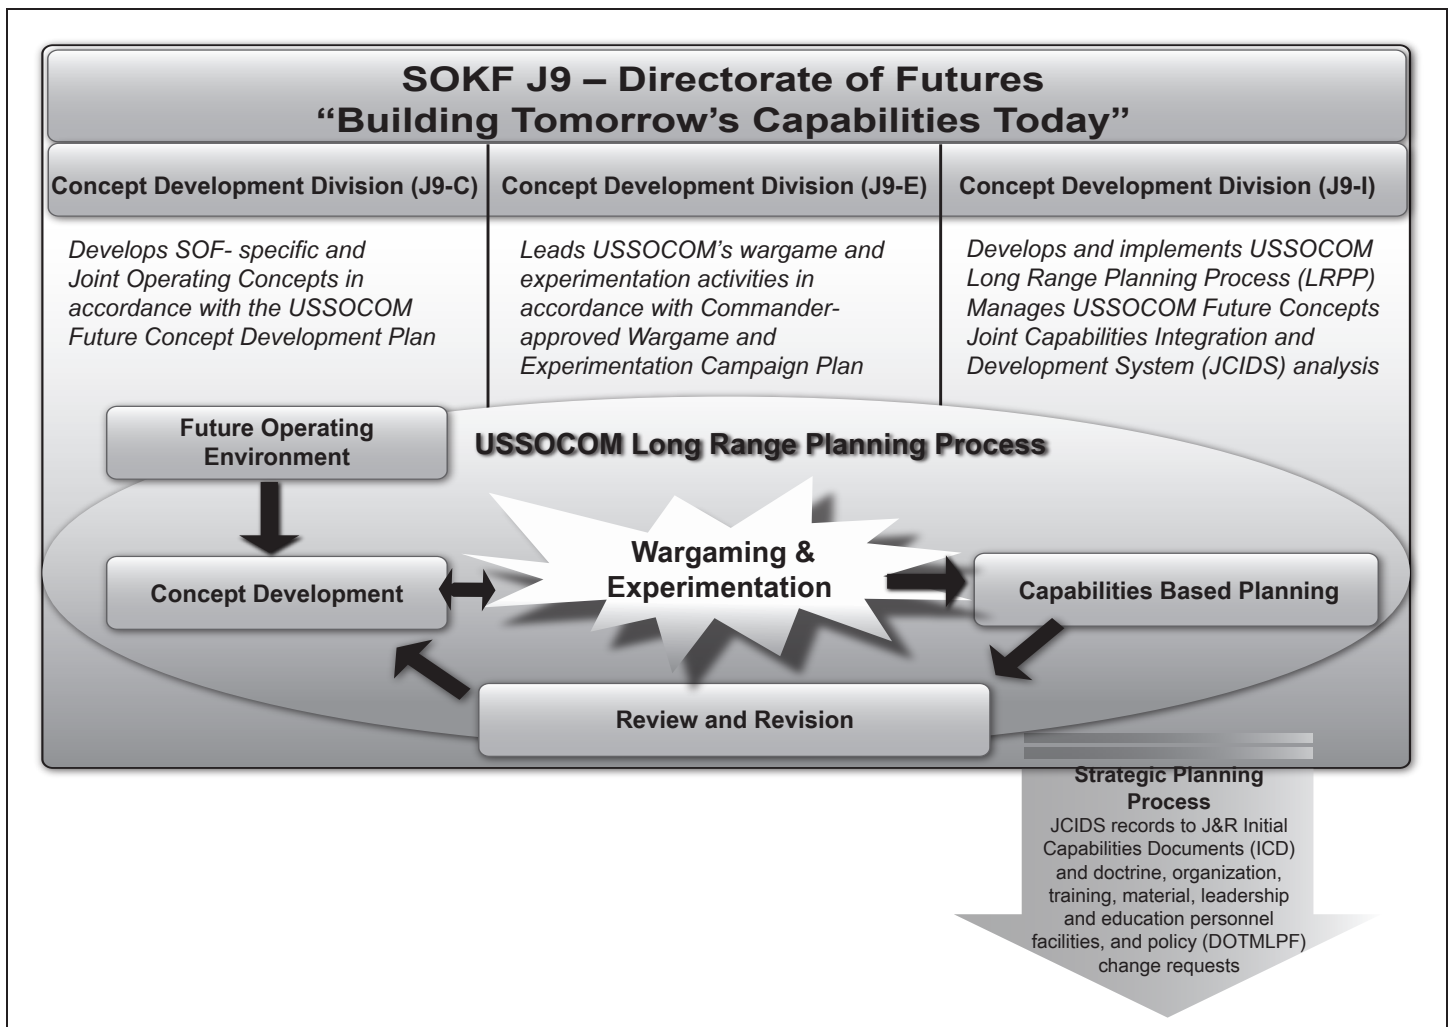 SOKF J9 – Directorate of Futures
“Building Tomorrow’s Capabilities Today”
Concept Development Division (J9-C)
Develops SOF- specific and
Joint Operating Concepts in
accordance with the USSOCOM
Future Concept Development Plan
Concept Development Division (J9-E)
Leads USSOCOM’s wargame and
experimentation activities in
accordance with Commander-
approved Wargame and
Experimentation Campaign Plan
Concept Development Division (J9-I)
Develops and implements USSOCOM
Long Range Planning Process (LRPP)
Manages USSOCOM Future Concepts
Joint Capabilities Integration and
Development System (JCIDS) analysis
USSOCOM Long Range Planning Process
Future Operating
Environment
Concept Development
Wargaming &
Experimentation
Capabilities Based Planning
Review and Revision
Strategic Planning
Process
JCIDS records to J&R Initial
Capabilities Documents (ICD)
and doctrine, organization,
training, material, leadership
and education personnel
facilities, and policy (DOTMLPF)
change requests